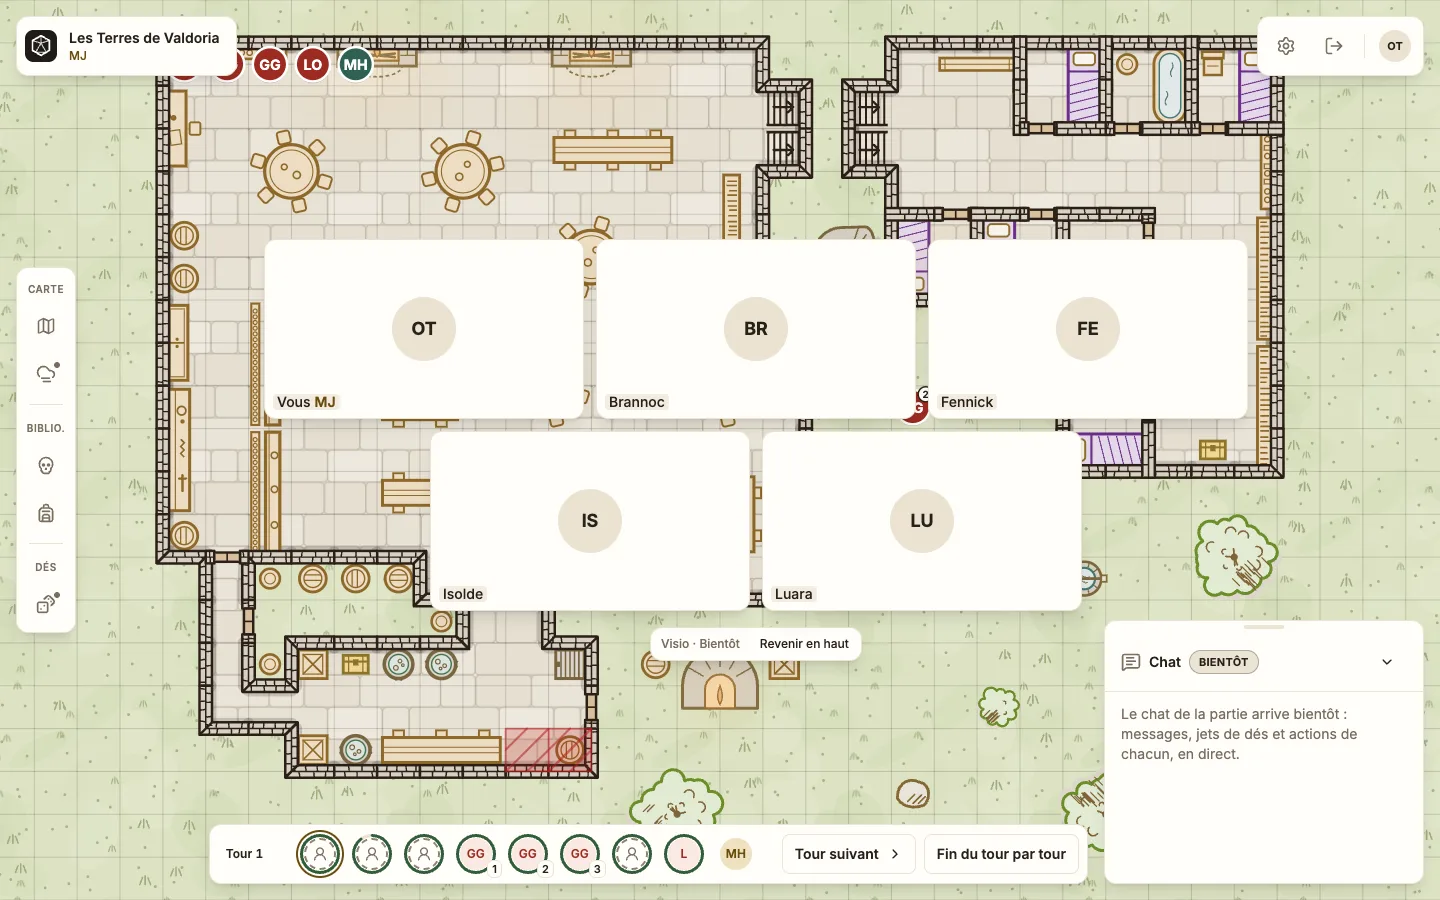 Les Terres de Valdoria
MJ
GG
LO
MH
OT
CARTE
BIBLIO.
DÉS
OT
Vous MJ
BR
Brannoc
2
G
FE
Fennick
IS
Isolde
LU
Luara
Visio · Bientôt
Revenir en haut
Chat
BIENTÔT
Le chat de la partie arrive bientôt :
messages, jets de dés et actions de
chacun, en direct.
Tour 1
GG
1
GG
2
GG
3
L
MH
Tour suivant
Fin du tour par tour